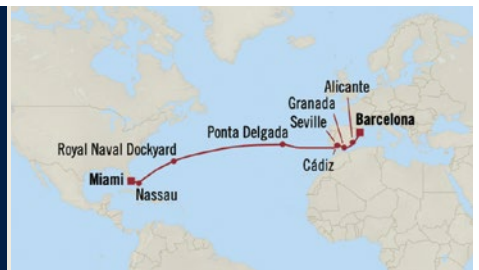 Alicante
Granada
Seville
Barcelona
Ponta Delgada
Cádiz
Royal Naval Dockyard
Miami
Nassau